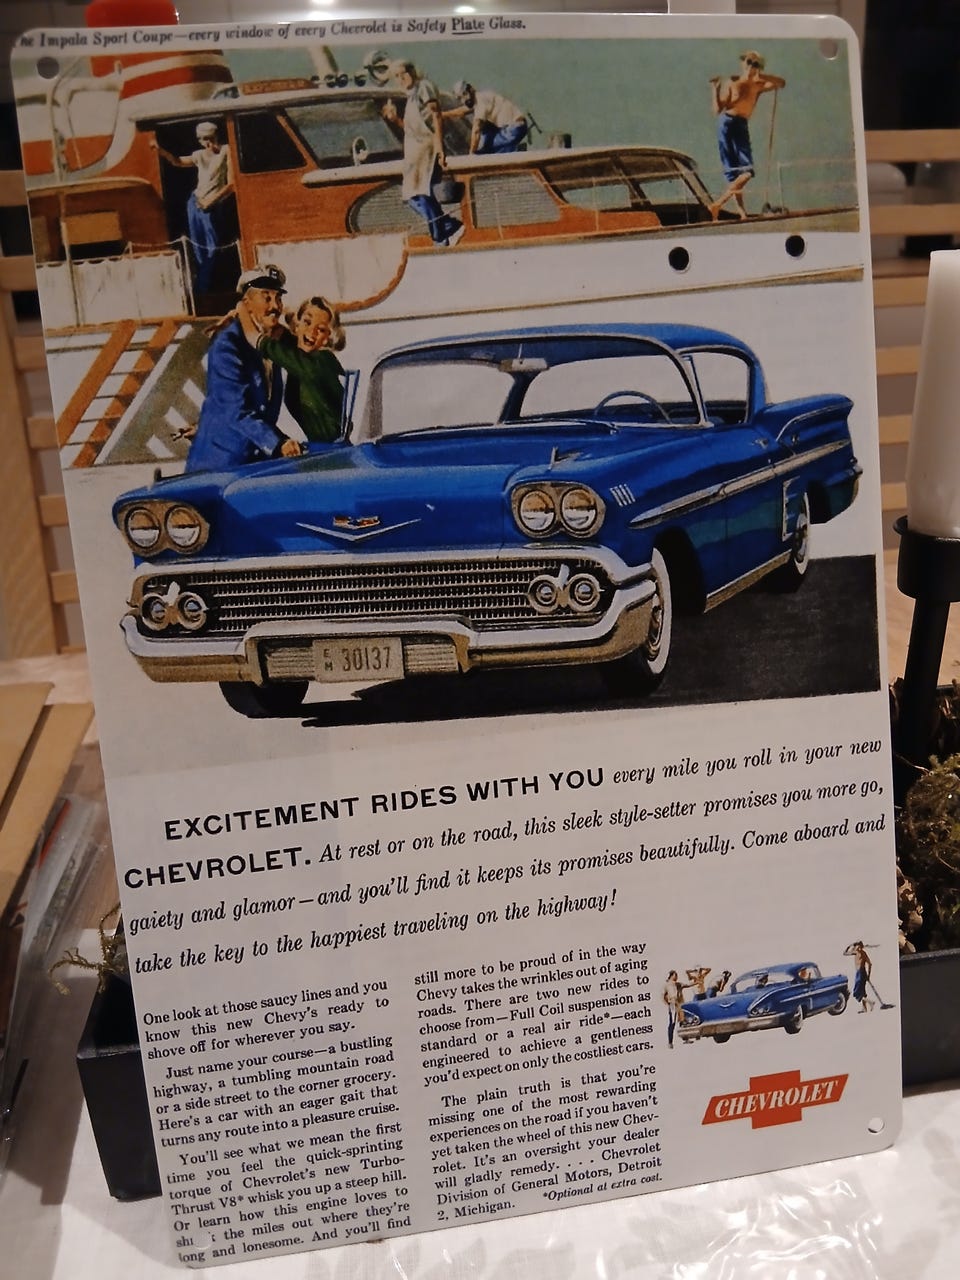 he Impala Sport Coupe—every window of every Chevrolet is Safety Plate Glass.
E M 30137
EXCITEMENT RIDES WITH YOU every mile you roll in your new
CHEVROLET. At rest or on the road, this sleek style-setter promises you more go,
gaiety and glamor—and you'll find it keeps its promises beautifully. Come aboard and
take the key to the happiest traveling on the highway!
One look at those saucy lines and you
know this new Chevy's ready to
shove off for wherever you say.
Just name your course—a bustling
highway, a tumbling mountain road
or a side street to the corner grocery.
Here's a car with an eager gait that
turns any route into a pleasure cruise.
You'll see what we mean the first
time you feel the quick-sprinting
torque of Chevrolet's new Turbo-
Thrust V8* whisk you up a steep hill.
Or learn how this engine loves to
the miles out where they're
long and lonesome. And you'll find
still more to be proud of in the way
Chevy takes the wrinkles out of aging
roads. There are two new rides to
choose from—Full Coil suspension as
standard or a real air ride*—each
engineered to achieve a gentleness
you'd expect on only the costliest cars.
The plain truth is that you're
missing one of the most rewarding
experiences on the road if you haven't
yet taken the wheel of this new Chev-
rolet. It's an oversight your dealer
will gladly remedy. . . . Chevrolet
Division of General Motors, Detroit
2, Michigan.
*Optional at extra cost.
CHEVROLET